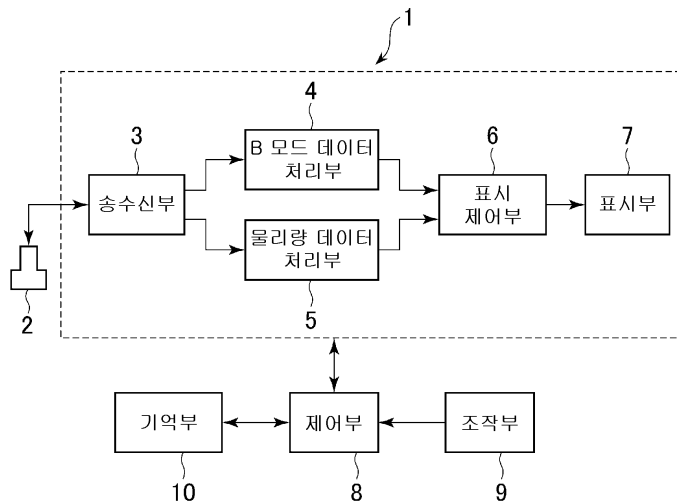 1
4
B 모드 데이터
처리부
3
송수신부
6
표시
제어부
7
표시부
물리량 데이터
처리부
5
2
기억부
10
제어부
8
조작부
9